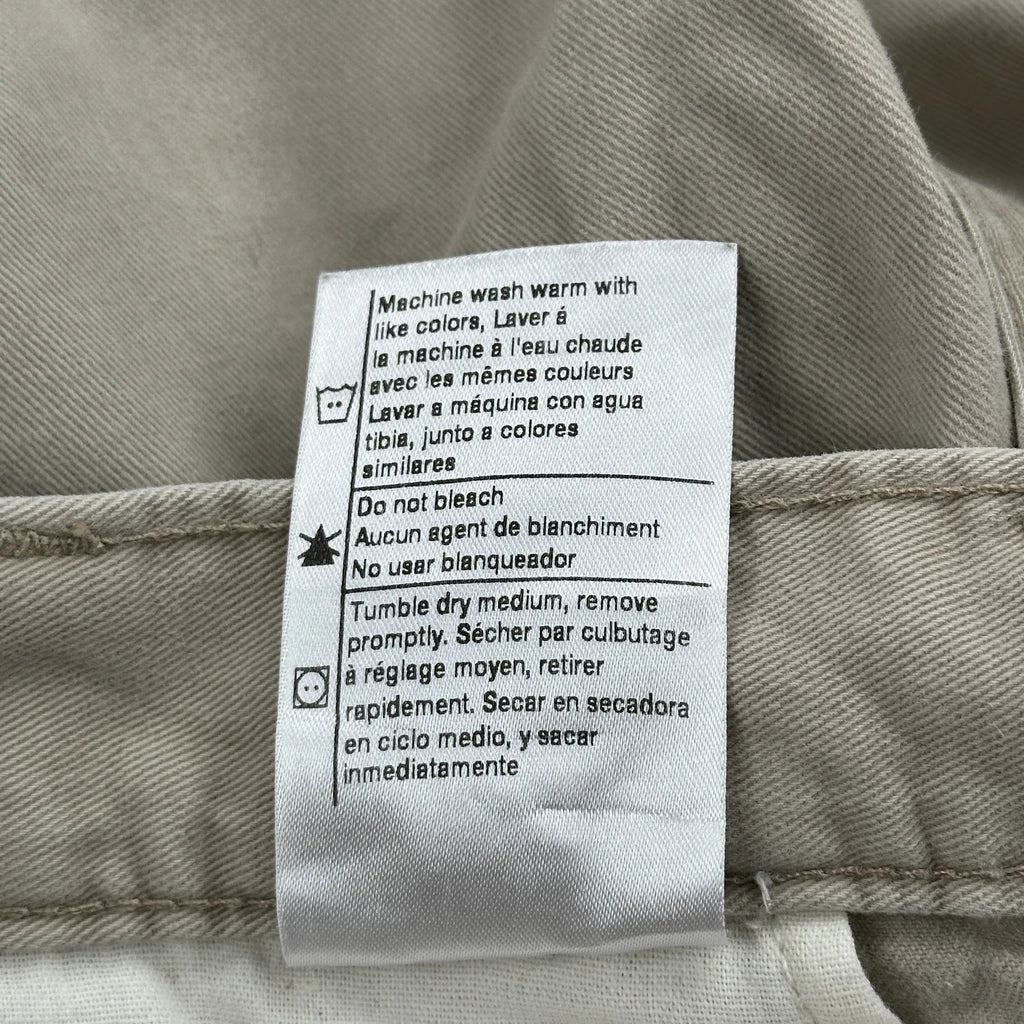 Machine wash warm with
like colors, Laver á
la machine à l'eau chaude
avec les mêmes couleurs
Lavar a máquina con agua
tibia, junto a colores
similares
Do not bleach
Aucun agent de blanchiment
No usar blanqueador
Tumble dry medium, remove
promptly. Sécher par culbutage
à réglage moyen, retirer
rapidement. Secar en secadora
en ciclo medio, y sacar
inmediatamente